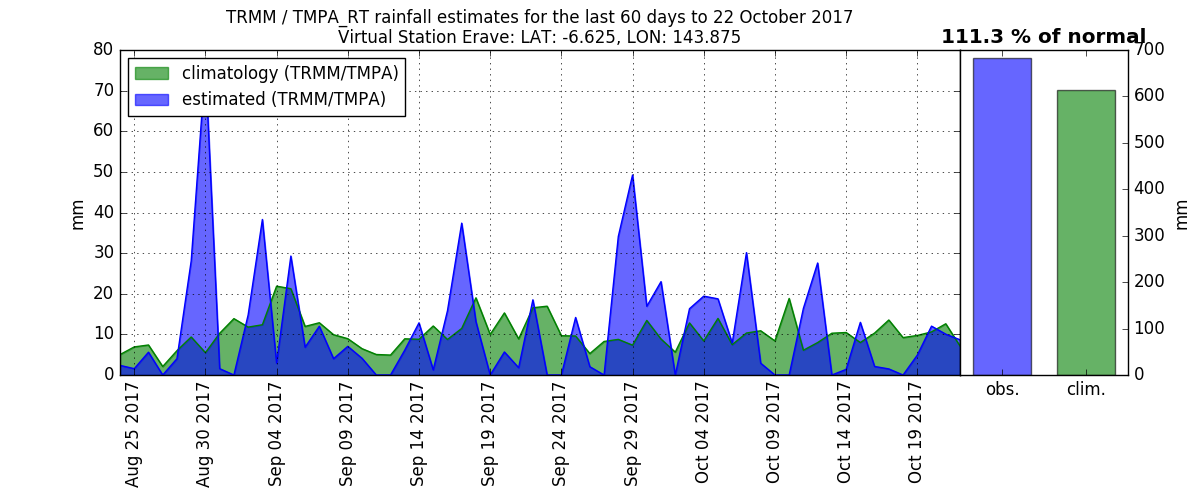 TRMM / TMPA_RT rainfall estimates for the last 60 days to 22 October 2017
Virtual Station Erave: LAT: -6.625, LON: 143.875
111.3 % of normal
climatology (TRMM/TMPA)
estimated (TRMM/TMPA)
mm
80
70
60
50
40
30
20
10
0
Aug 25 2017
Aug 30 2017
Sep 04 2017
Sep 09 2017
Sep 14 2017
Sep 19 2017
Sep 24 2017
Sep 29 2017
Oct 04 2017
Oct 09 2017
Oct 14 2017
Oct 19 2017
obs.
clim.
700
600
500
400
300
200
100
0
mm